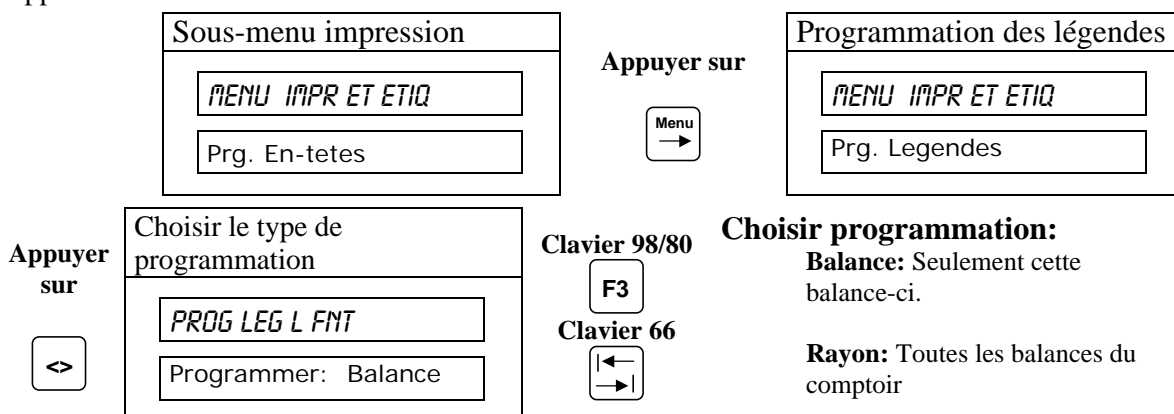 Sous-menu impression
MENU IMPR ET ETIQ
Prg. En-tetes
Appuyer sur
Menu
Programmation des légendes
MENU IMPR ET ETIQ
Prg. Legendes
Appuyer
sur
<>
Choisir le type de
programmation
PROG LEG L FNT
Programmer: Balance
Clavier 98/80
F3
Clavier 66
Choisir programmation:
Balance: Seulement cette
balance-ci.
Rayon: Toutes les balances du
comptoir